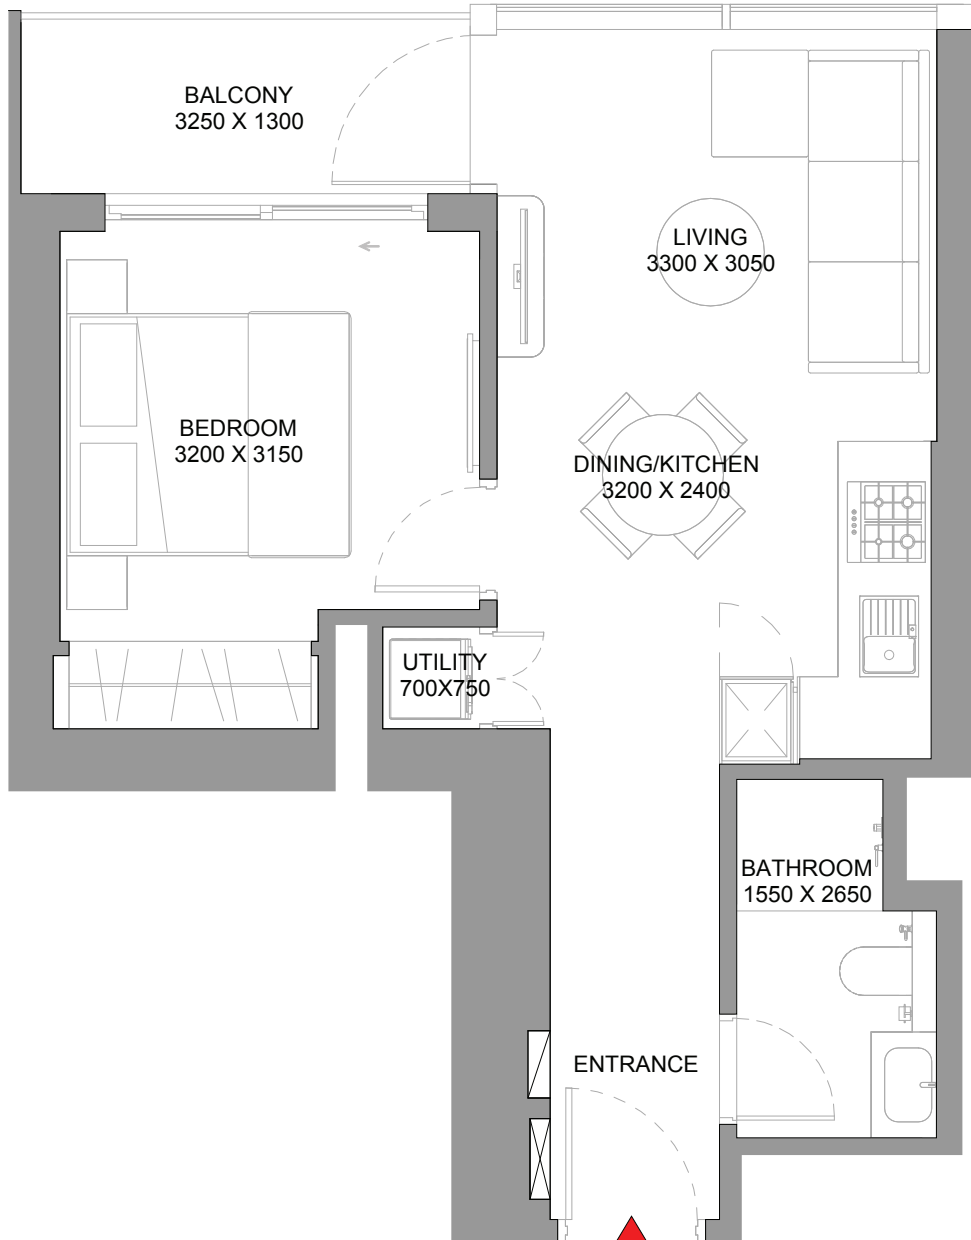 BALCONY
3250 X 1300
LIVING
3300 X 3050
BEDROOM
3200 X 3150
DINING/KITCHEN
3200 X 2400
UTILITY
700X750
BATHROOM
1550 X 2650
ENTRANCE